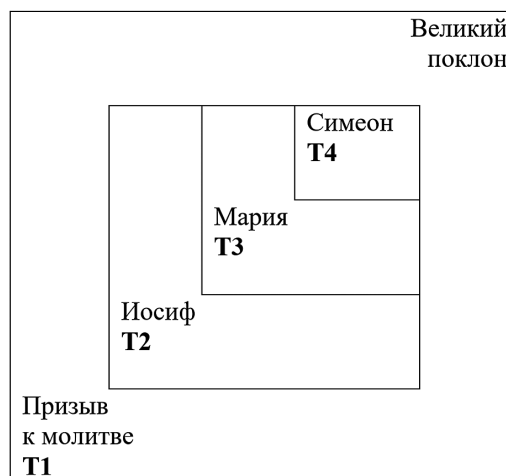 Великий
поклон
Симеон
Т4
Мария
Т3
Иосиф
Т2
Призыв
к молитве
Т1